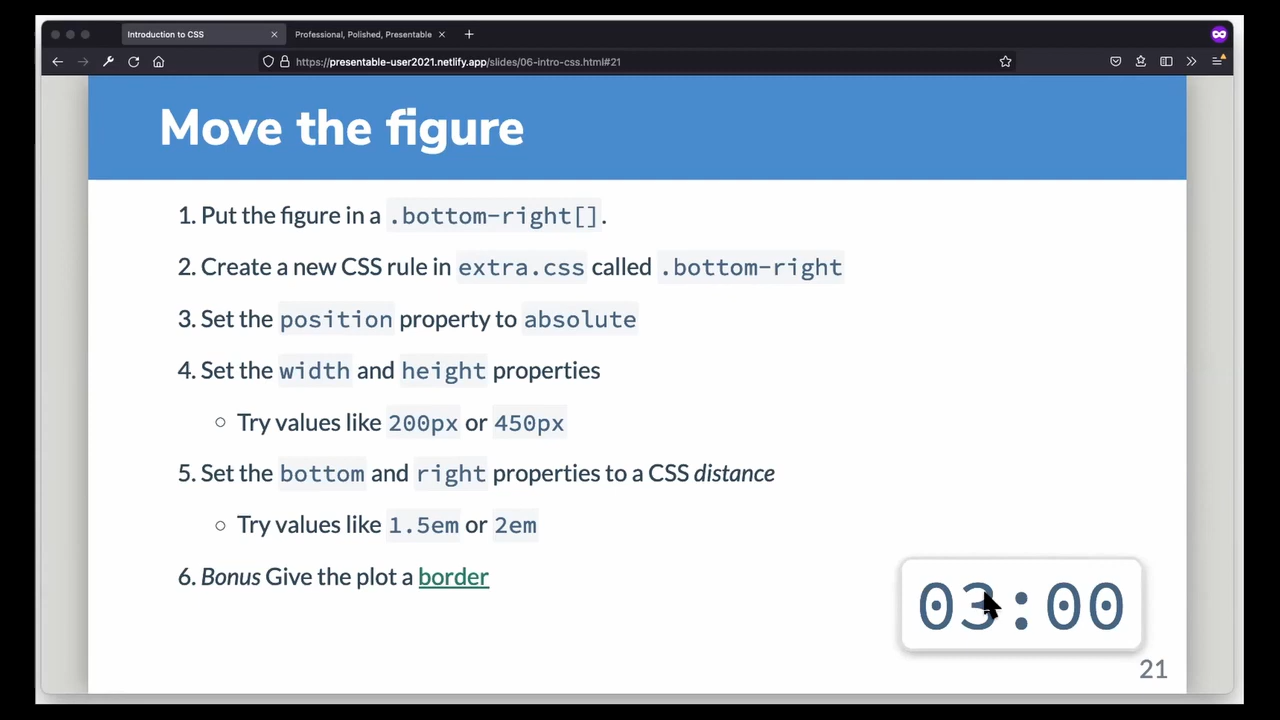 Introduction to CSS
Professional, Polished, Presentable
https://presentable-user2021.netlify.app/slides/06-intro-css.html#21
Move the figure
1. Put the figure in a .bottom-right[].
2. Create a new CSS rule in extra.css called .bottom-right
3. Set the position property to absolute
4. Set the width and height properties
Try values like 200px or 450px
5. Set the bottom and right properties to a CSS distance
Try values like 1.5em or 2em
6. Bonus Give the plot a border
03:00
21